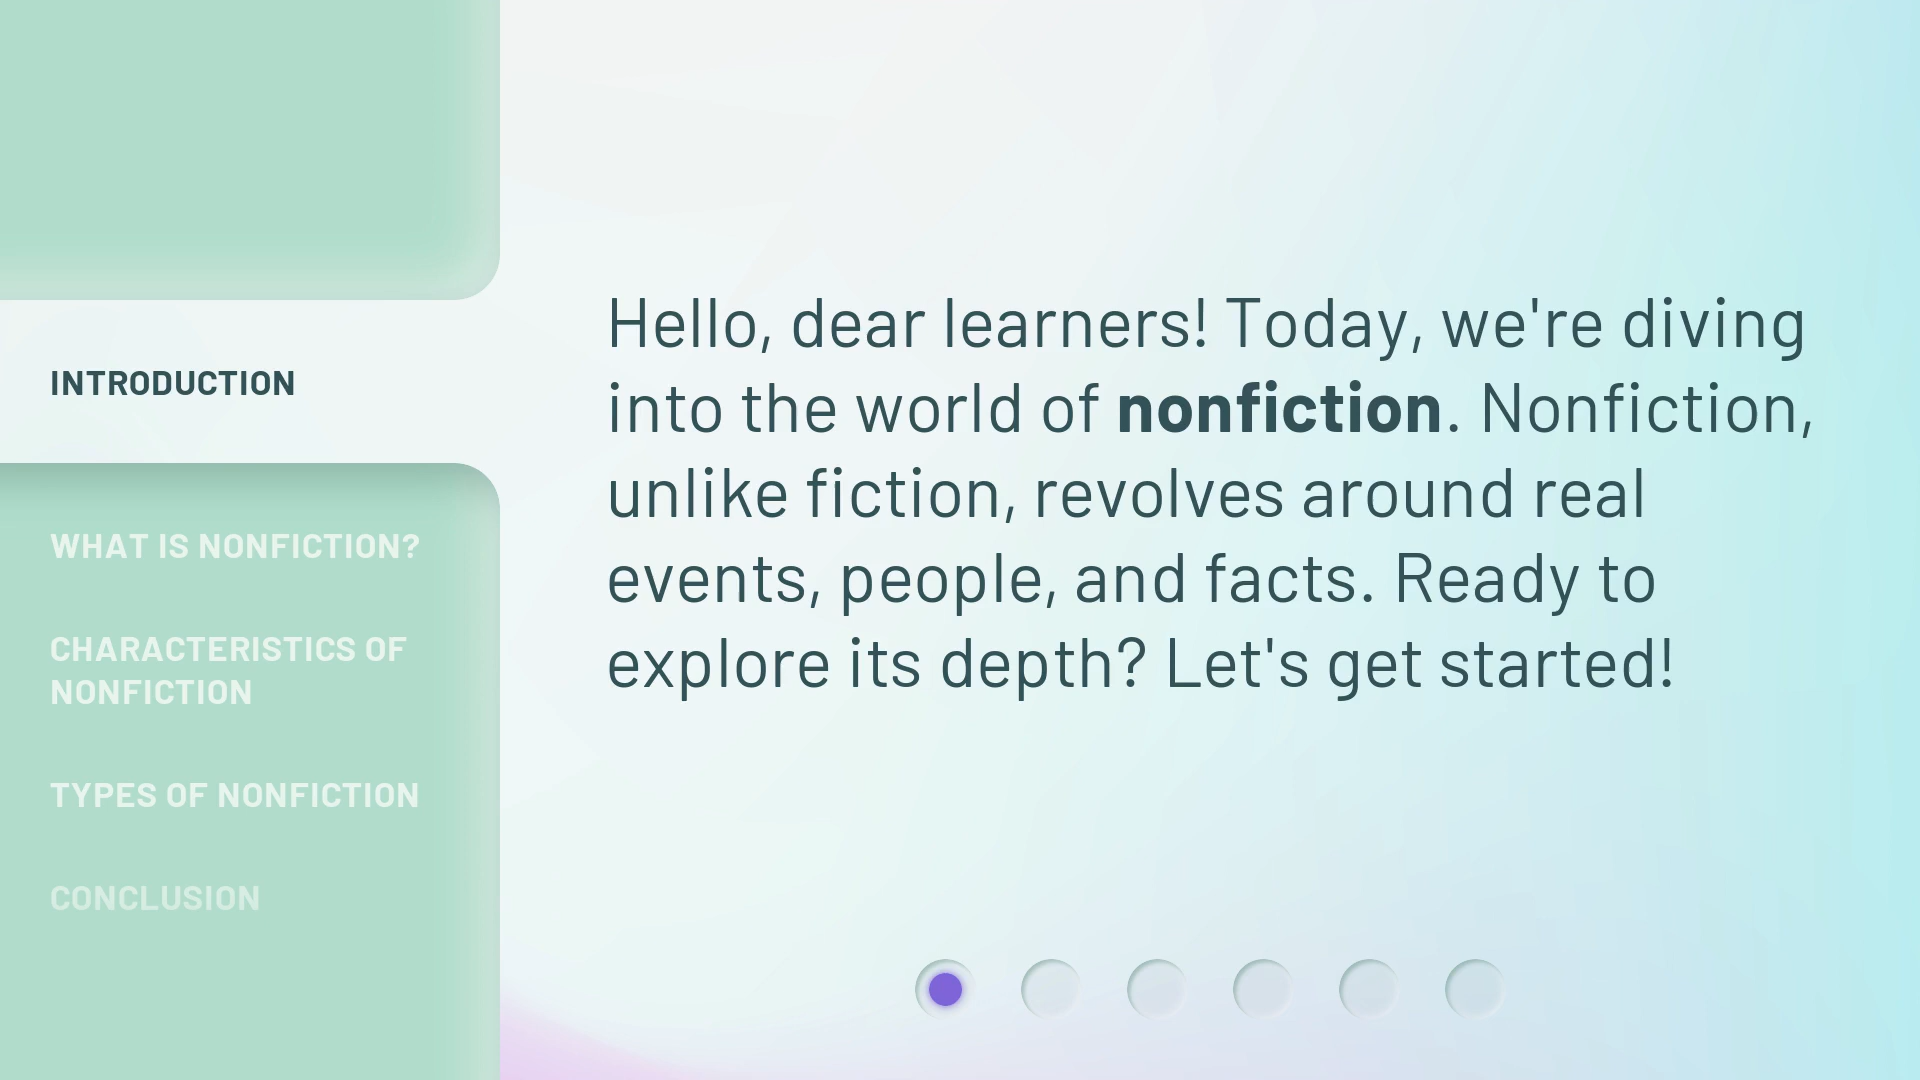 INTRODUCTION
WHAT IS NONFICTION?
CHARACTERISTICS OF
NONFICTION
TYPES OF NONFICTION
CONCLUSION
Hello, dear learners! Today, we're diving
into the world of nonfiction. Nonfiction,
unlike fiction, revolves around real
events, people, and facts. Ready to
explore its depth? Let's get started!